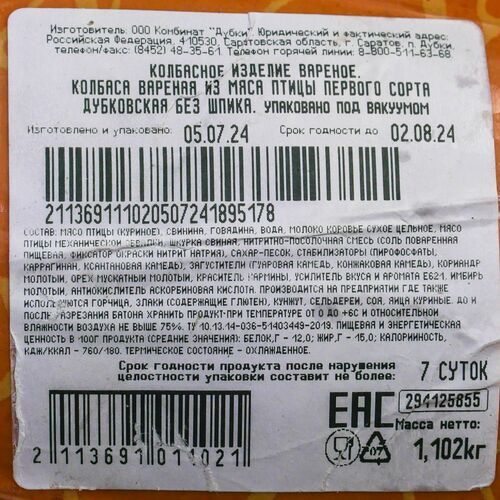 Изготовитель: ООО Комбинат "Дубки". Юридический и фактический адрес:
Российская Федерация, 410530, Саратовская область, г. Саратов, п. Дубки
телефон/факс: (8452) 48-35-61 Телефон горячей линии: 8-800-511-63-68
КОЛБАСНОЕ ИЗДЕЛИЕ ВАРЕНОЕ.
КОЛБАСА ВАРЕНАЯ ИЗ МЯСА ПТИЦЫ ПЕРВОГО СОРТА
ДУБКОВСКАЯ БЕЗ ШПИКА. УПАКОВАНО ПОД ВАКУУМОМ
Изготовлено и упаковано: 05.07.24 Срок годности до 02.08.24
2113691110205072418951​78
СОСТАВ: МЯСО ПТИЦЫ (КУРИНОЕ), СВИНИНА, ГОВЯДИНА, ВОДА, МОЛОКО КОРОВЬЕ СУХОЕ ЦЕЛЬНОЕ, МЯСО
ПТИЦЫ МЕХАНИЧЕСКОЙ ОБВАЛКИ, ШКУРКА СВИНАЯ, НИТРИТНО-ПОСОЛОЧНАЯ СМЕСЬ (СОЛЬ ПОВАРЕННАЯ
ПИЩЕВАЯ, ФИКСАТОР ОКРАСКИ НИТРИТ НАТРИЯ), САХАР-ПЕСОК, СТАБИЛИЗАТОРЫ (ПИРОФОСФАТЫ,
КАРРАГИНАН, КСАНТАНОВАЯ КАМЕДЬ), ЗАГУСТИТЕЛИ (ГУАРОВАЯ КАМЕДЬ, КОНЖАКОВАЯ КАМЕДЬ), КОРИАНДР
МОЛОТЫЙ, ОРЕХ МУСКАТНЫЙ МОЛОТЫЙ, КРАСИТЕЛЬ КАРМИНЫ, УСИЛИТЕЛЬ ВКУСА И АРОМАТА Е621, ИМБИРЬ
МОЛОТЫЙ, АНТИОКИСЛИТЕЛЬ АСКОРБИНОВАЯ КИСЛОТА. ПРОИЗВОДИТСЯ НА ПРЕДПРИЯТИИ ГДЕ ТАКЖЕ
ИСПОЛЬЗУЮТСЯ ГОРЧИЦА, ЗЛАКИ (СОДЕРЖАЩИЕ ГЛЮТЕН), КУНЖУТ, СЕЛЬДЕРЕЙ, СОЯ, ЯЙЦА КУРИНЫЕ. ДО И
ПОСЛЕ РАЗРЕЗАНИЯ БАТОНА ХРАНИТЬ ПРОДУКТ ПРИ ТЕМПЕРАТУРЕ ОТ 0 ДО +6С И ОТНОСИТЕЛЬНОЙ
ВЛАЖНОСТИ ВОЗДУХА НЕ ВЫШЕ 75%. ТУ 10.13.14-036-51403449-2019. ПИЩЕВАЯ И ЭНЕРГЕТИЧЕСКАЯ
ЦЕННОСТЬ В 100Г ПРОДУКТА (СРЕДНИЕ ЗНАЧЕНИЯ): БЕЛОК,Г - 12,0; ЖИР,Г - 15,0; КАЛОРИЙНОСТЬ,
КДЖ/ККАЛ - 760/180. ТЕРМИЧЕСКОЕ СОСТОЯНИЕ - ОХЛАЖДЕННОЕ.
Срок годности продукта после нарушения
целостности упаковки составит не более: 7 СУТОК
EAC 294125855
Масса нетто:
1,102кг
2 113691 011021
07